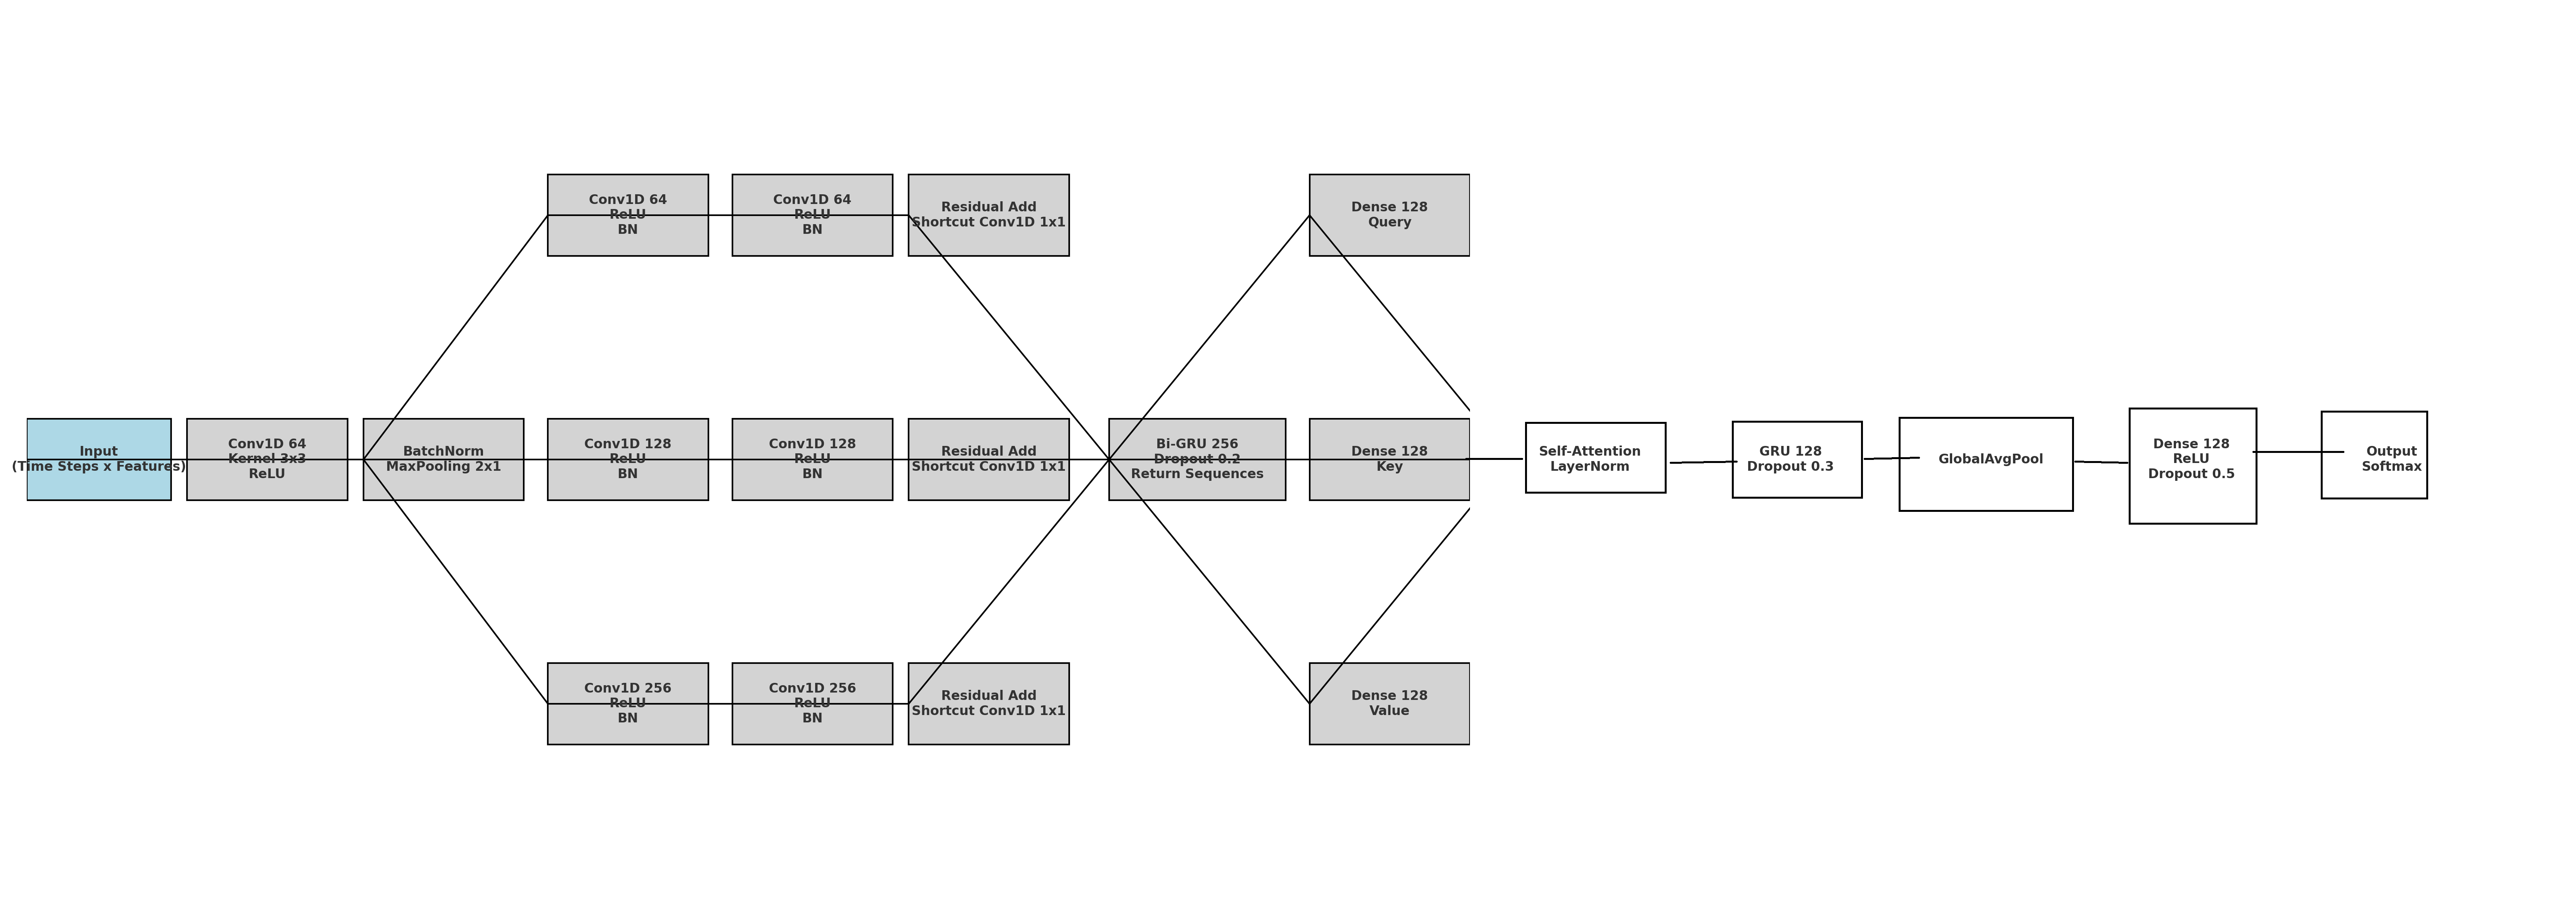 Input
(Time Steps x Features)
Conv1D 64
Kernel 3x3
ReLU
BatchNorm
MaxPooling 2x1
Conv1D 64
ReLU
BN
Conv1D 64
ReLU
BN
Residual Add
Shortcut Conv1D 1x1
Conv1D 128
ReLU
BN
Conv1D 128
ReLU
BN
Residual Add
Shortcut Conv1D 1x1
Conv1D 256
ReLU
BN
Conv1D 256
ReLU
BN
Residual Add
Shortcut Conv1D 1x1
Bi-GRU 256
Dropout 0.2
Return Sequences
Dense 128
Query
Dense 128
Key
Dense 128
Value
Self-Attention
LayerNorm
GRU 128
Dropout 0.3
GlobalAvgPool
Dense 128
ReLU
Dropout 0.5
Output
Softmax